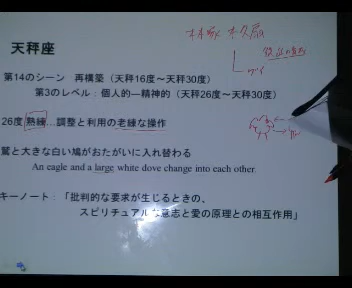 天秤座
第14のシーン 再構築（天秤16度～天秤30度）
第3のレベル：個人的―精神的（天秤26度～天秤30度）
26度 熟練…調整と利用の老練な操作
鷲と大きな白い鳩がおたがいに入れ替わる
An eagle and a large white dove change into each other.
キーノート：「批判的な要求が生じるときの、
スピリチュアルな意志と愛の原理との相互作用」